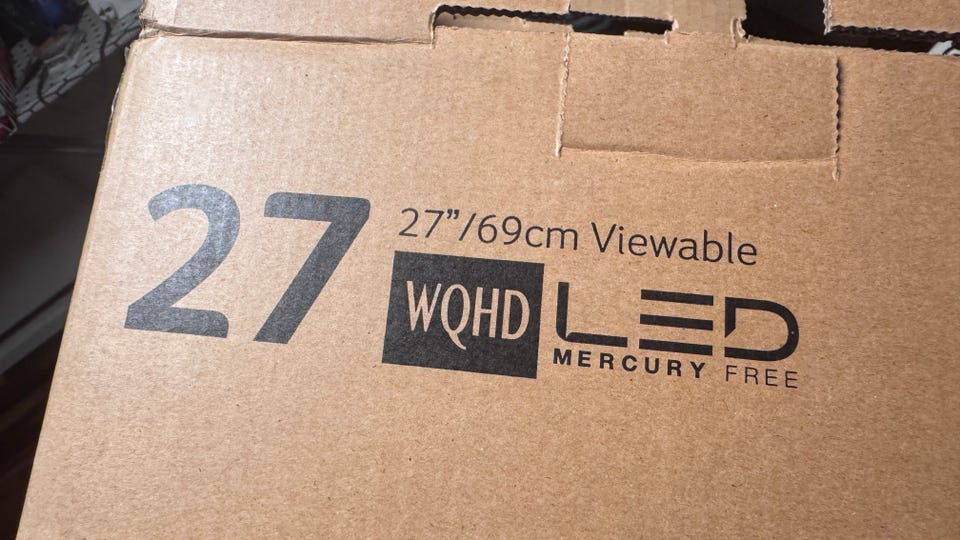 27
27”/69cm Viewable
WQHD
LED
MERCURY FREE